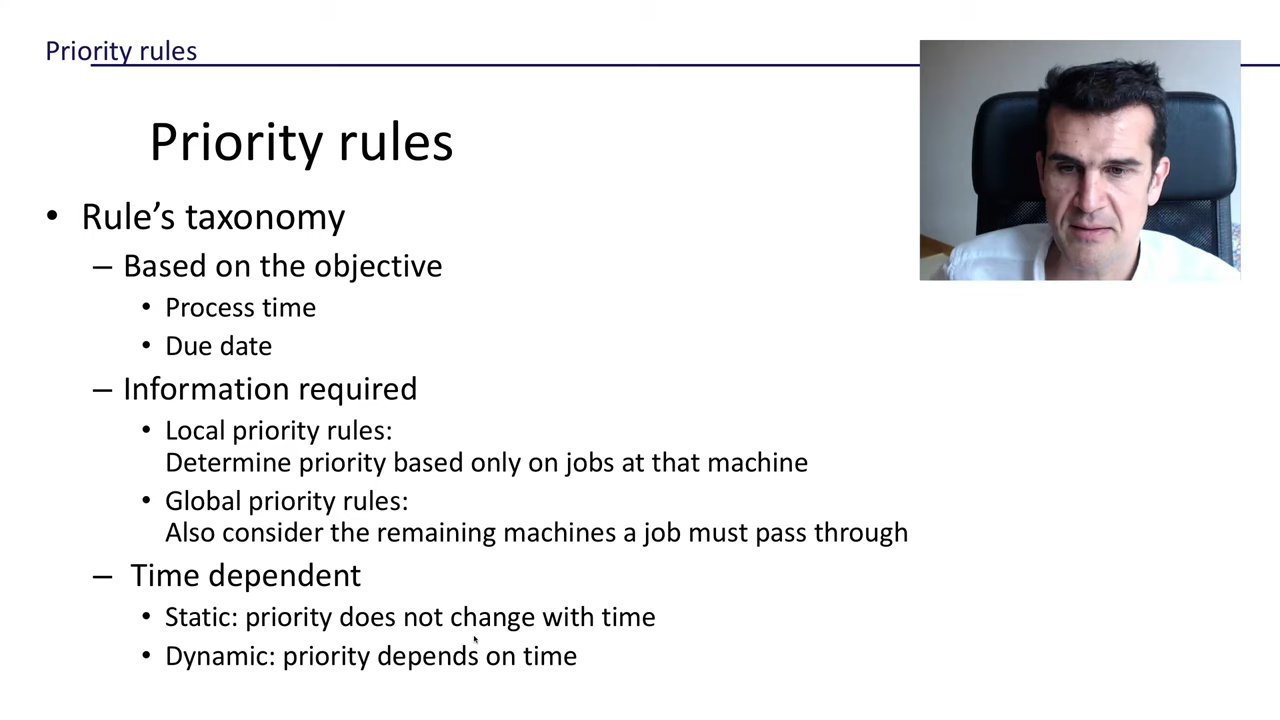 Priority rules
Priority rules
• Rule's taxonomy
– Based on the objective
• Process time
• Due date
– Information required
• Local priority rules:
Determine priority based only on jobs at that machine
• Global priority rules:
Also consider the remaining machines a job must pass through
– Time dependent
• Static: priority does not change with time
• Dynamic: priority depends on time